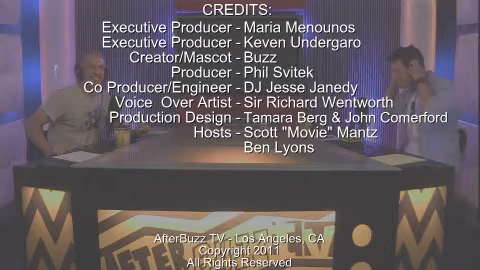 CREDITS:
Executive Producer - Maria Menounos
Executive Producer - Keven Undergaro
Creator/Mascot - Buzz
Producer - Phil Svitek
Co Producer/Engineer - DJ Jesse Janedy
Voice Over Artist - Sir Richard Wentworth
Production Design - Tamara Berg & John Comerford
Hosts - Scott "Movie" Mantz
Ben Lyons
AfterBuzz TV - Los Angeles, CA
Copyright 2011
All Rights Reserved